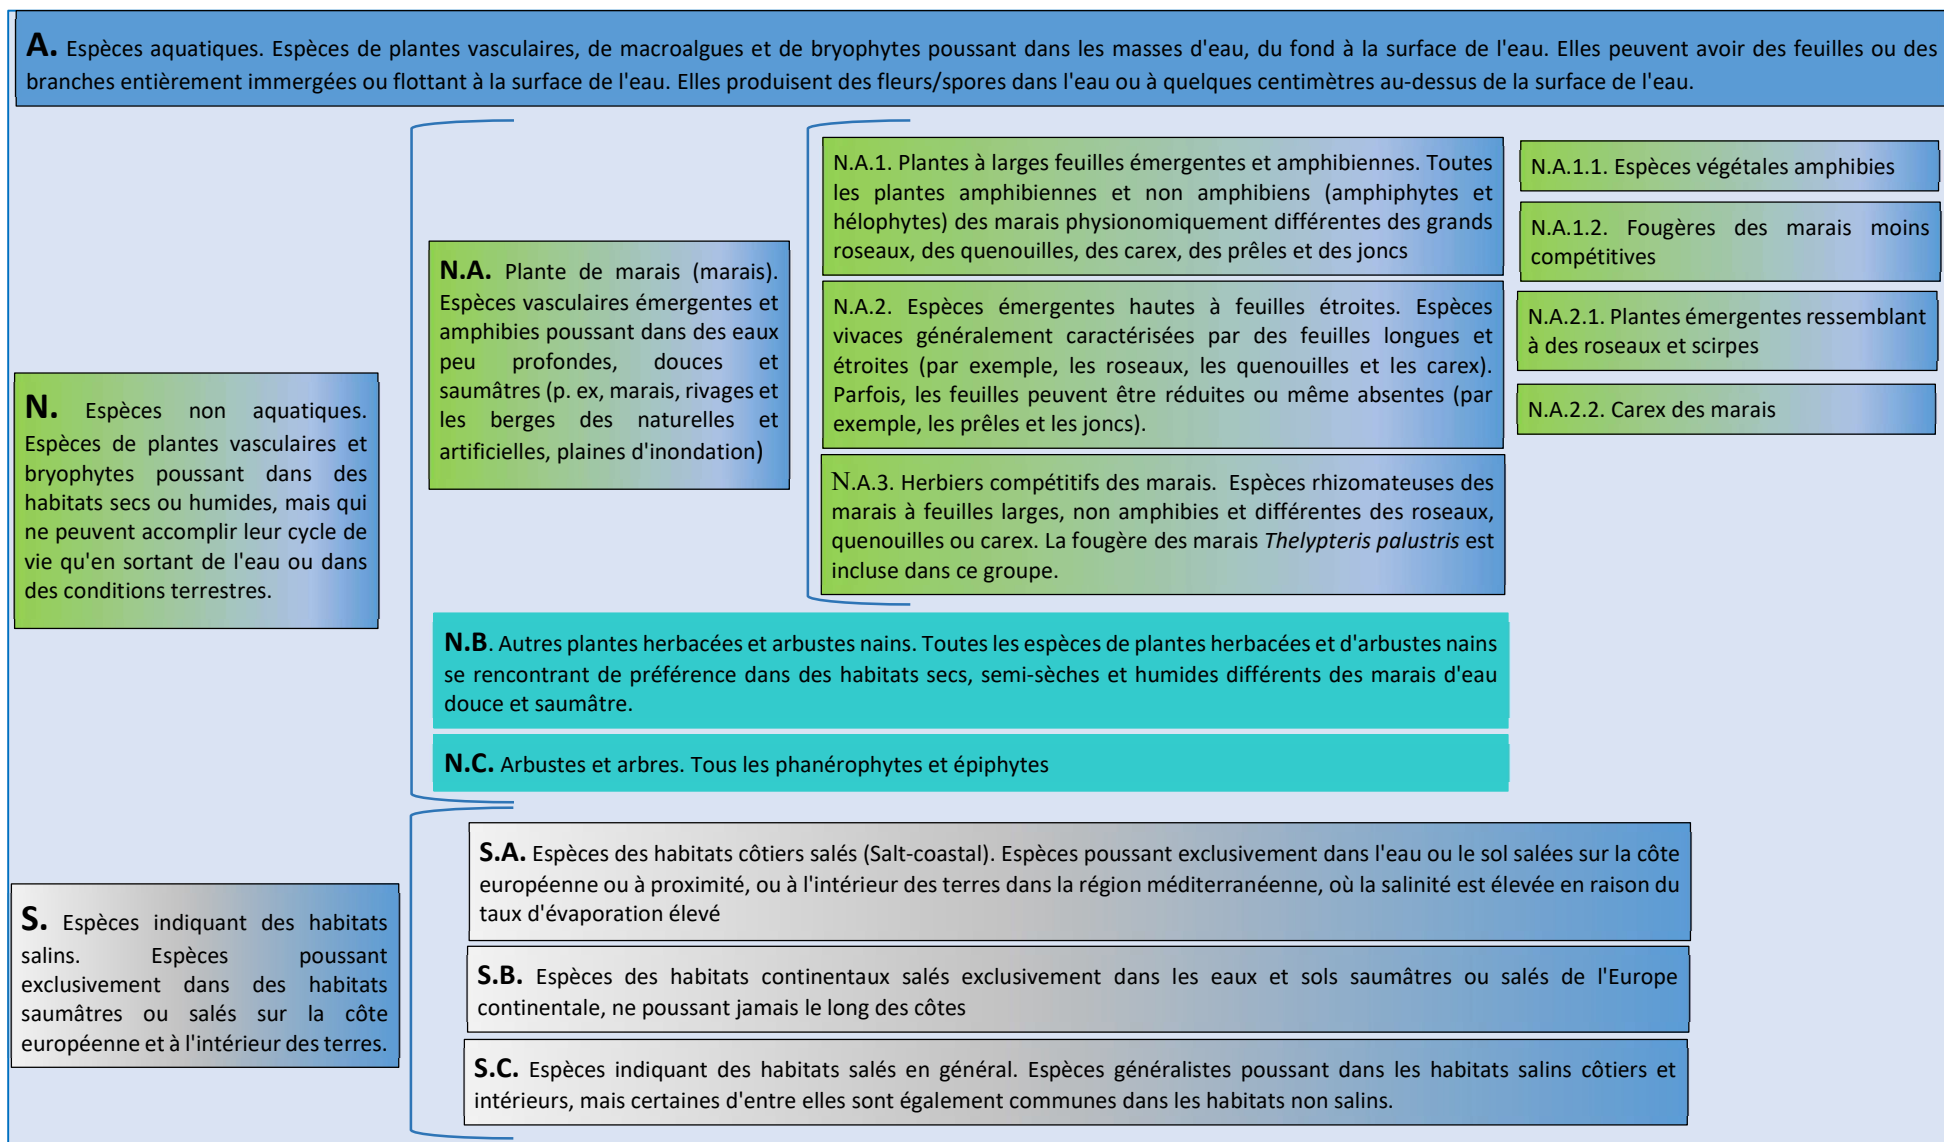 A. Espèces aquatiques. Espèces de plantes vasculaires, de macroalgues et de bryophytes poussant dans les masses d'eau, du fond à la surface de l'eau. Elles peuvent avoir des feuilles ou des
branches entièrement immergées ou flottant à la surface de l'eau. Elles produisent des fleurs/spores dans l'eau ou à quelques centimètres au-dessus de la surface de l'eau.
N. Espèces non aquatiques.
Espèces de plantes vasculaires et
bryophytes poussant dans des
habitats secs ou humides, mais qui
ne peuvent accomplir leur cycle de
vie qu'en sortant de l'eau ou dans
des conditions terrestres.
N.A. Plante de marais (marais).
Espèces vasculaires émergentes et
amphibies poussant dans des eaux
peu profondes, douces et
saumâtres (p. ex, marais, rivages et
les berges des naturelles et
artificielles, plaines d'inondation)
N.A.1. Plantes à larges feuilles émergentes et amphibiennes. Toutes
les plantes amphibiennes et non amphibiens (amphiphytes et
hélophytes) des marais physionomiquement différentes des grands
roseaux, des quenouilles, des carex, des prêles et des joncs
N.A.1.1. Espèces végétales amphibies
N.A.1.2. Fougères des marais moins
compétitives
N.A.2. Espèces émergentes hautes à feuilles étroites. Espèces
vivaces généralement caractérisées par des feuilles longues et
étroites (par exemple, les roseaux, les quenouilles et les carex).
Parfois, les feuilles peuvent être réduites ou même absentes (par
exemple, les prêles et les joncs).
N.A.2.1. Plantes émergentes ressemblant
à des roseaux et scirpes
N.A.2.2. Carex des marais
N.A.3. Herbiers compétitifs des marais. Espèces rhizomateuses des
marais à feuilles larges, non amphibies et différentes des roseaux,
quenouilles ou carex. La fougère des marais Thelypteris palustris est
incluse dans ce groupe.
N.B. Autres plantes herbacées et arbustes nains. Toutes les espèces de plantes herbacées et d'arbustes nains
se rencontrant de préférence dans des habitats secs, semi-sèches et humides différents des marais d'eau
douce et saumâtre.
N.C. Arbustes et arbres. Tous les phanérophytes et épiphytes
S. Espèces indiquant des habitats
salins. Espèces poussant
exclusivement dans des habitats
saumâtres ou salés sur la côte
européenne et à l'intérieur des terres.
S.A. Espèces des habitats côtiers salés (Salt-coastal). Espèces poussant exclusivement dans l'eau ou le sol salées sur la côte
européenne ou à proximité, ou à l'intérieur des terres dans la région méditerranéenne, où la salinité est élevée en raison du
taux d'évaporation élevé
S.B. Espèces des habitats continentaux salés exclusivement dans les eaux et sols saumâtres ou salés de l'Europe
continentale, ne poussant jamais le long des côtes
S.C. Espèces indiquant des habitats salés en général. Espèces généralistes poussant dans les habitats salins côtiers et
intérieurs, mais certaines d'entre elles sont également communes dans les habitats non salins.